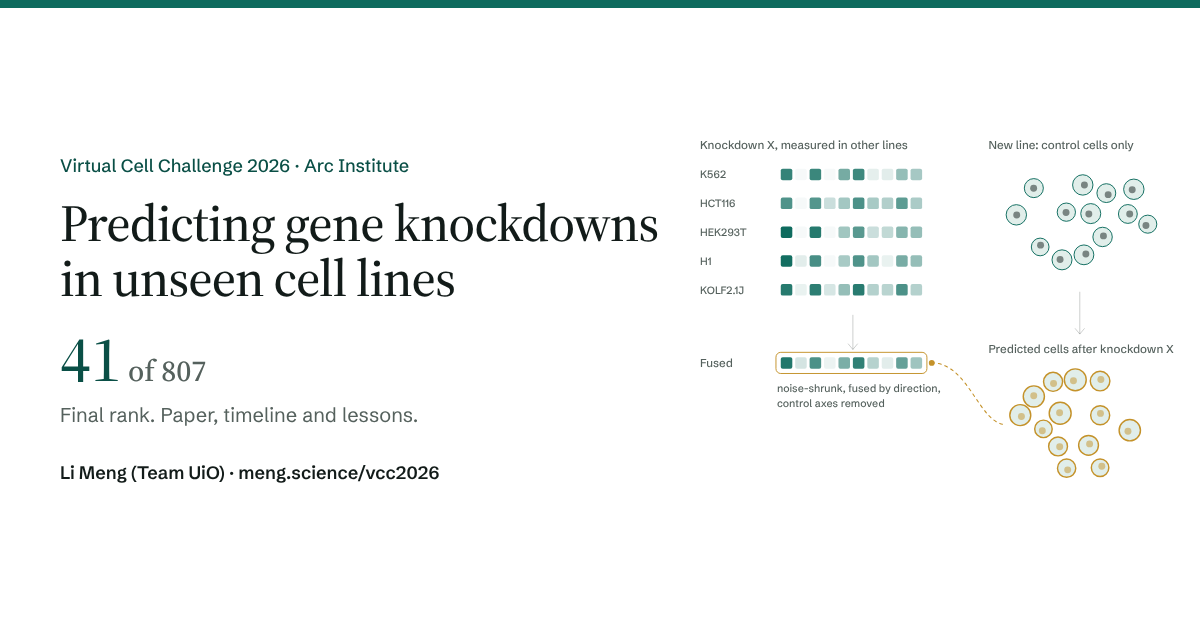 Virtual Cell Challenge 2026 · Arc Institute
Predicting gene knockdowns
in unseen cell lines
41 of 807
Final rank. Paper, timeline and lessons.
Li Meng (Team UiO) · meng.science/vcc2026
Knockdown X, measured in other lines
K562
HCT116
HEK293T
H1
KOLF2.1J
Fused
noise-shrunk, fused by direction,
control axes removed
New line: control cells only
Predicted cells after knockdown X